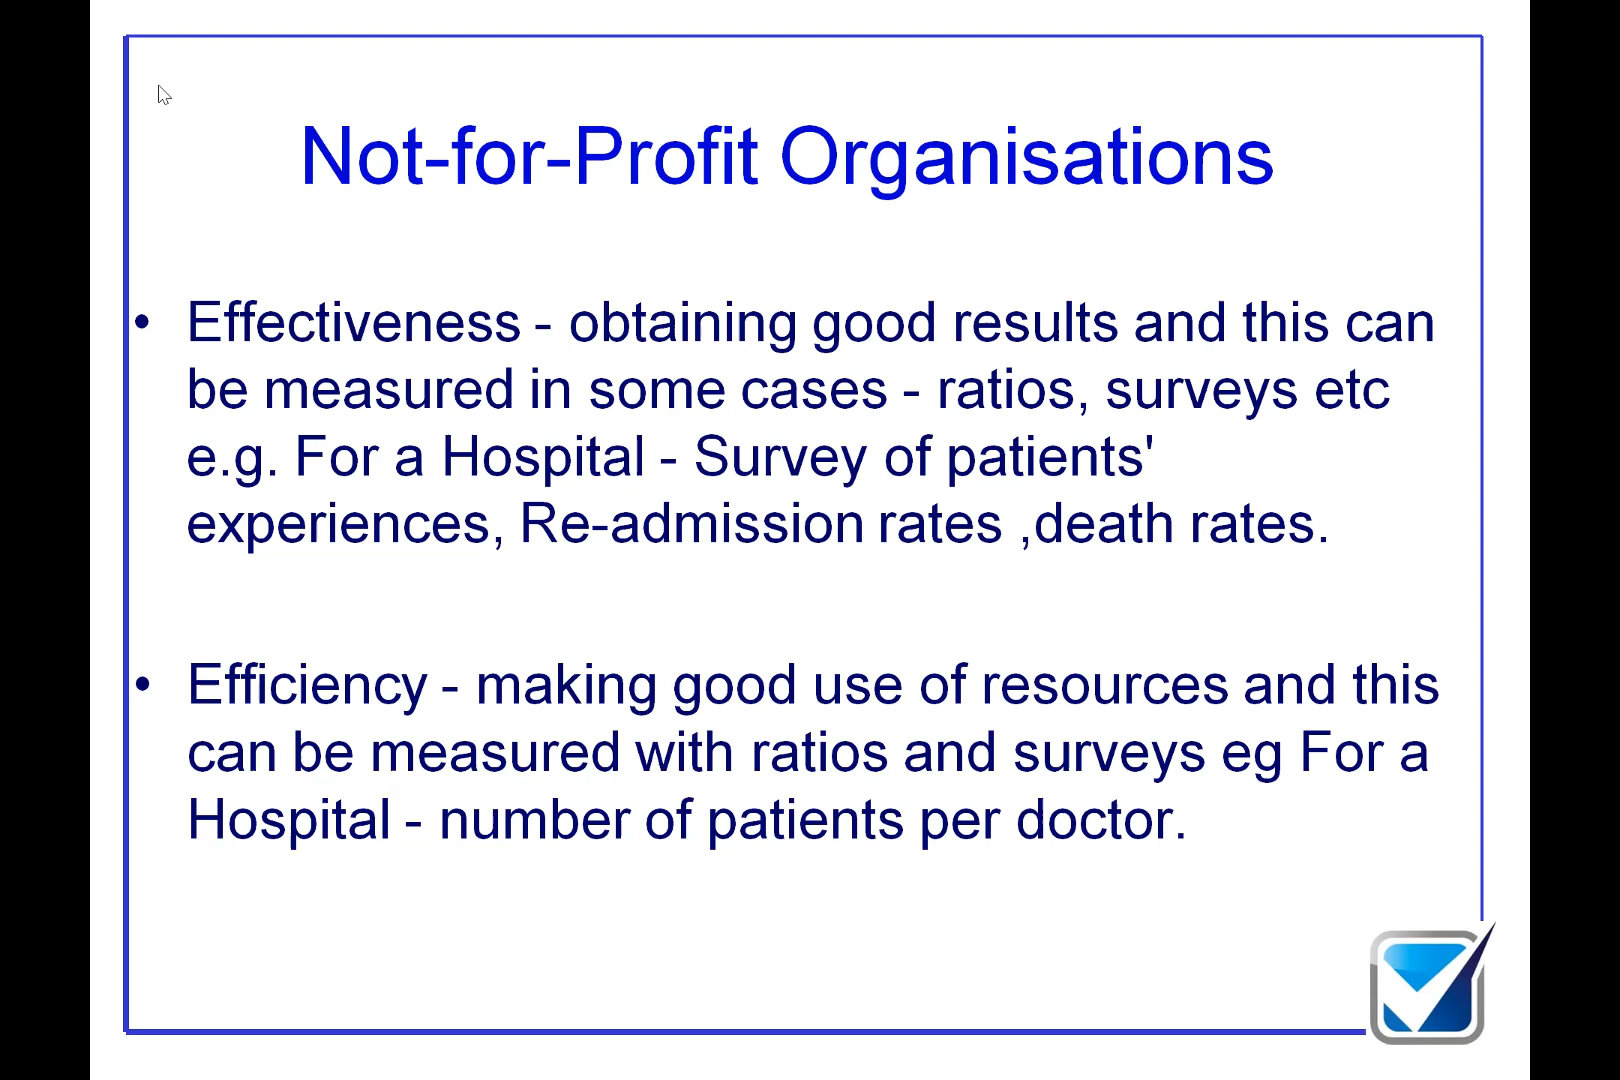 Not-for-Profit Organisations
• Effectiveness - obtaining good results and this can
be measured in some cases - ratios, surveys etc
e.g. For a Hospital - Survey of patients'
experiences, Re-admission rates ,death rates.
• Efficiency - making good use of resources and this
can be measured with ratios and surveys eg For a
Hospital - number of patients per doctor.